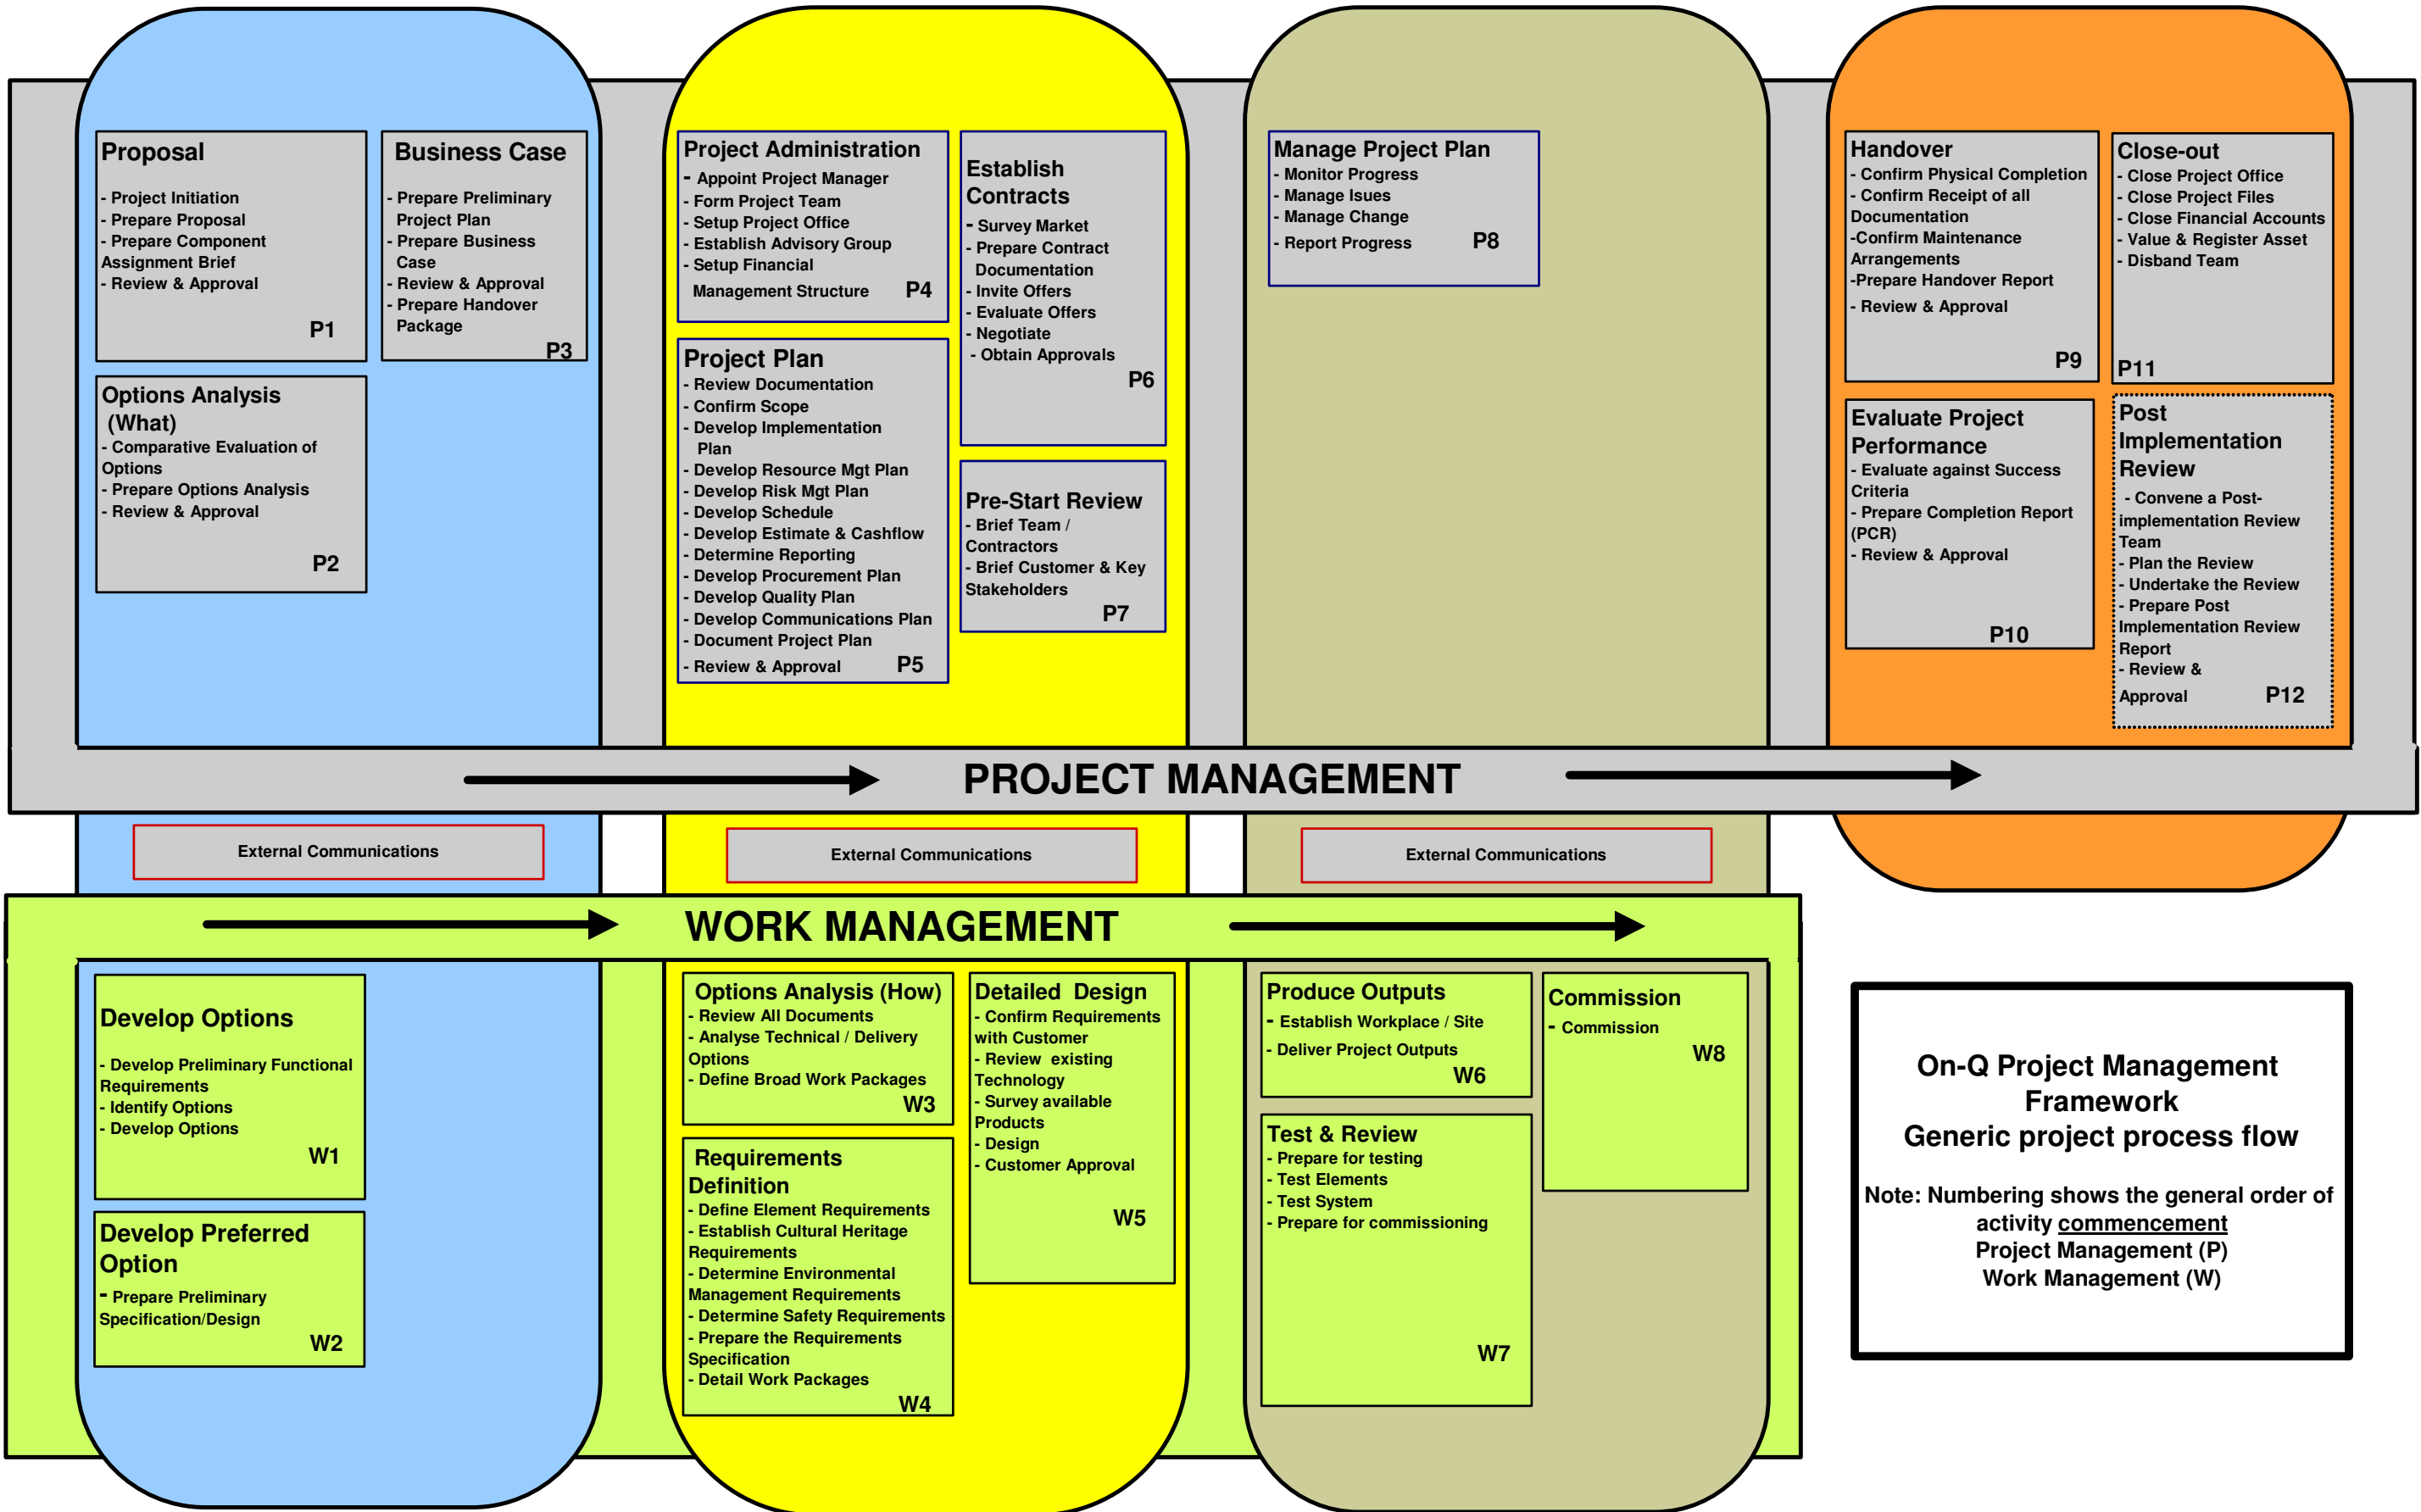 Proposal
- Project Initiation
- Prepare Proposal
- Prepare Component
Assignment Brief
- Review & Approval
P1
Business Case
- Prepare Preliminary
Project Plan
- Prepare Business
Case
- Review & Approval
- Prepare Handover
Package
P3
Options Analysis
(What)
- Comparative Evaluation of
Options
- Prepare Options Analysis
- Review & Approval
P2
Project Administration
- Appoint Project Manager
- Form Project Team
- Setup Project Office
- Establish Advisory Group
- Setup Financial
Management Structure P4
Project Plan
- Review Documentation
- Confirm Scope
- Develop Implementation
Plan
- Develop Resource Mgt Plan
- Develop Risk Mgt Plan
- Develop Schedule
- Develop Estimate & Cashflow
- Determine Reporting
- Develop Procurement Plan
- Develop Quality Plan
- Develop Communications Plan
- Document Project Plan
- Review & Approval P5
Establish
Contracts
- Survey Market
- Prepare Contract
Documentation
- Invite Offers
- Evaluate Offers
- Negotiate
- Obtain Approvals
P6
Pre-Start Review
- Brief Team /
Contractors
- Brief Customer & Key
Stakeholders
P7
Manage Project Plan
- Monitor Progress
- Manage Isues
- Manage Change
- Report Progress P8
Handover
- Confirm Physical Completion
- Confirm Receipt of all
Documentation
-Confirm Maintenance
Arrangements
-Prepare Handover Report
- Review & Approval
P9
Close-out
- Close Project Office
- Close Project Files
- Close Financial Accounts
- Value & Register Asset
- Disband Team
P11
Evaluate Project
Performance
- Evaluate against Success
Criteria
- Prepare Completion Report
(PCR)
- Review & Approval
P10
Post
Implementation
Review
- Convene a Post-
implementation Review
Team
- Plan the Review
- Undertake the Review
- Prepare Post
Implementation Review
Report
- Review &
Approval P12
PROJECT MANAGEMENT
External Communications
External Communications
External Communications
WORK MANAGEMENT
Develop Options
- Develop Preliminary Functional
Requirements
- Identify Options
- Develop Options
W1
Develop Preferred
Option
- Prepare Preliminary
Specification/Design
W2
Options Analysis (How)
- Review All Documents
- Analyse Technical / Delivery
Options
- Define Broad Work Packages
W3
Requirements
Definition
- Define Element Requirements
- Establish Cultural Heritage
Requirements
- Determine Environmental
Management Requirements
- Determine Safety Requirements
- Prepare the Requirements
Specification
- Detail Work Packages
W4
Detailed Design
- Confirm Requirements
with Customer
- Review existing
Technology
- Survey available
Products
- Design
- Customer Approval
W5
Produce Outputs
- Establish Workplace / Site
- Deliver Project Outputs
W6
Test & Review
- Prepare for testing
- Test Elements
- Test System
- Prepare for commissioning
W7
Commission
- Commission
W8
On-Q Project Management
Framework
Generic project process flow
Note: Numbering shows the general order of
activity commencement
Project Management (P)
Work Management (W)